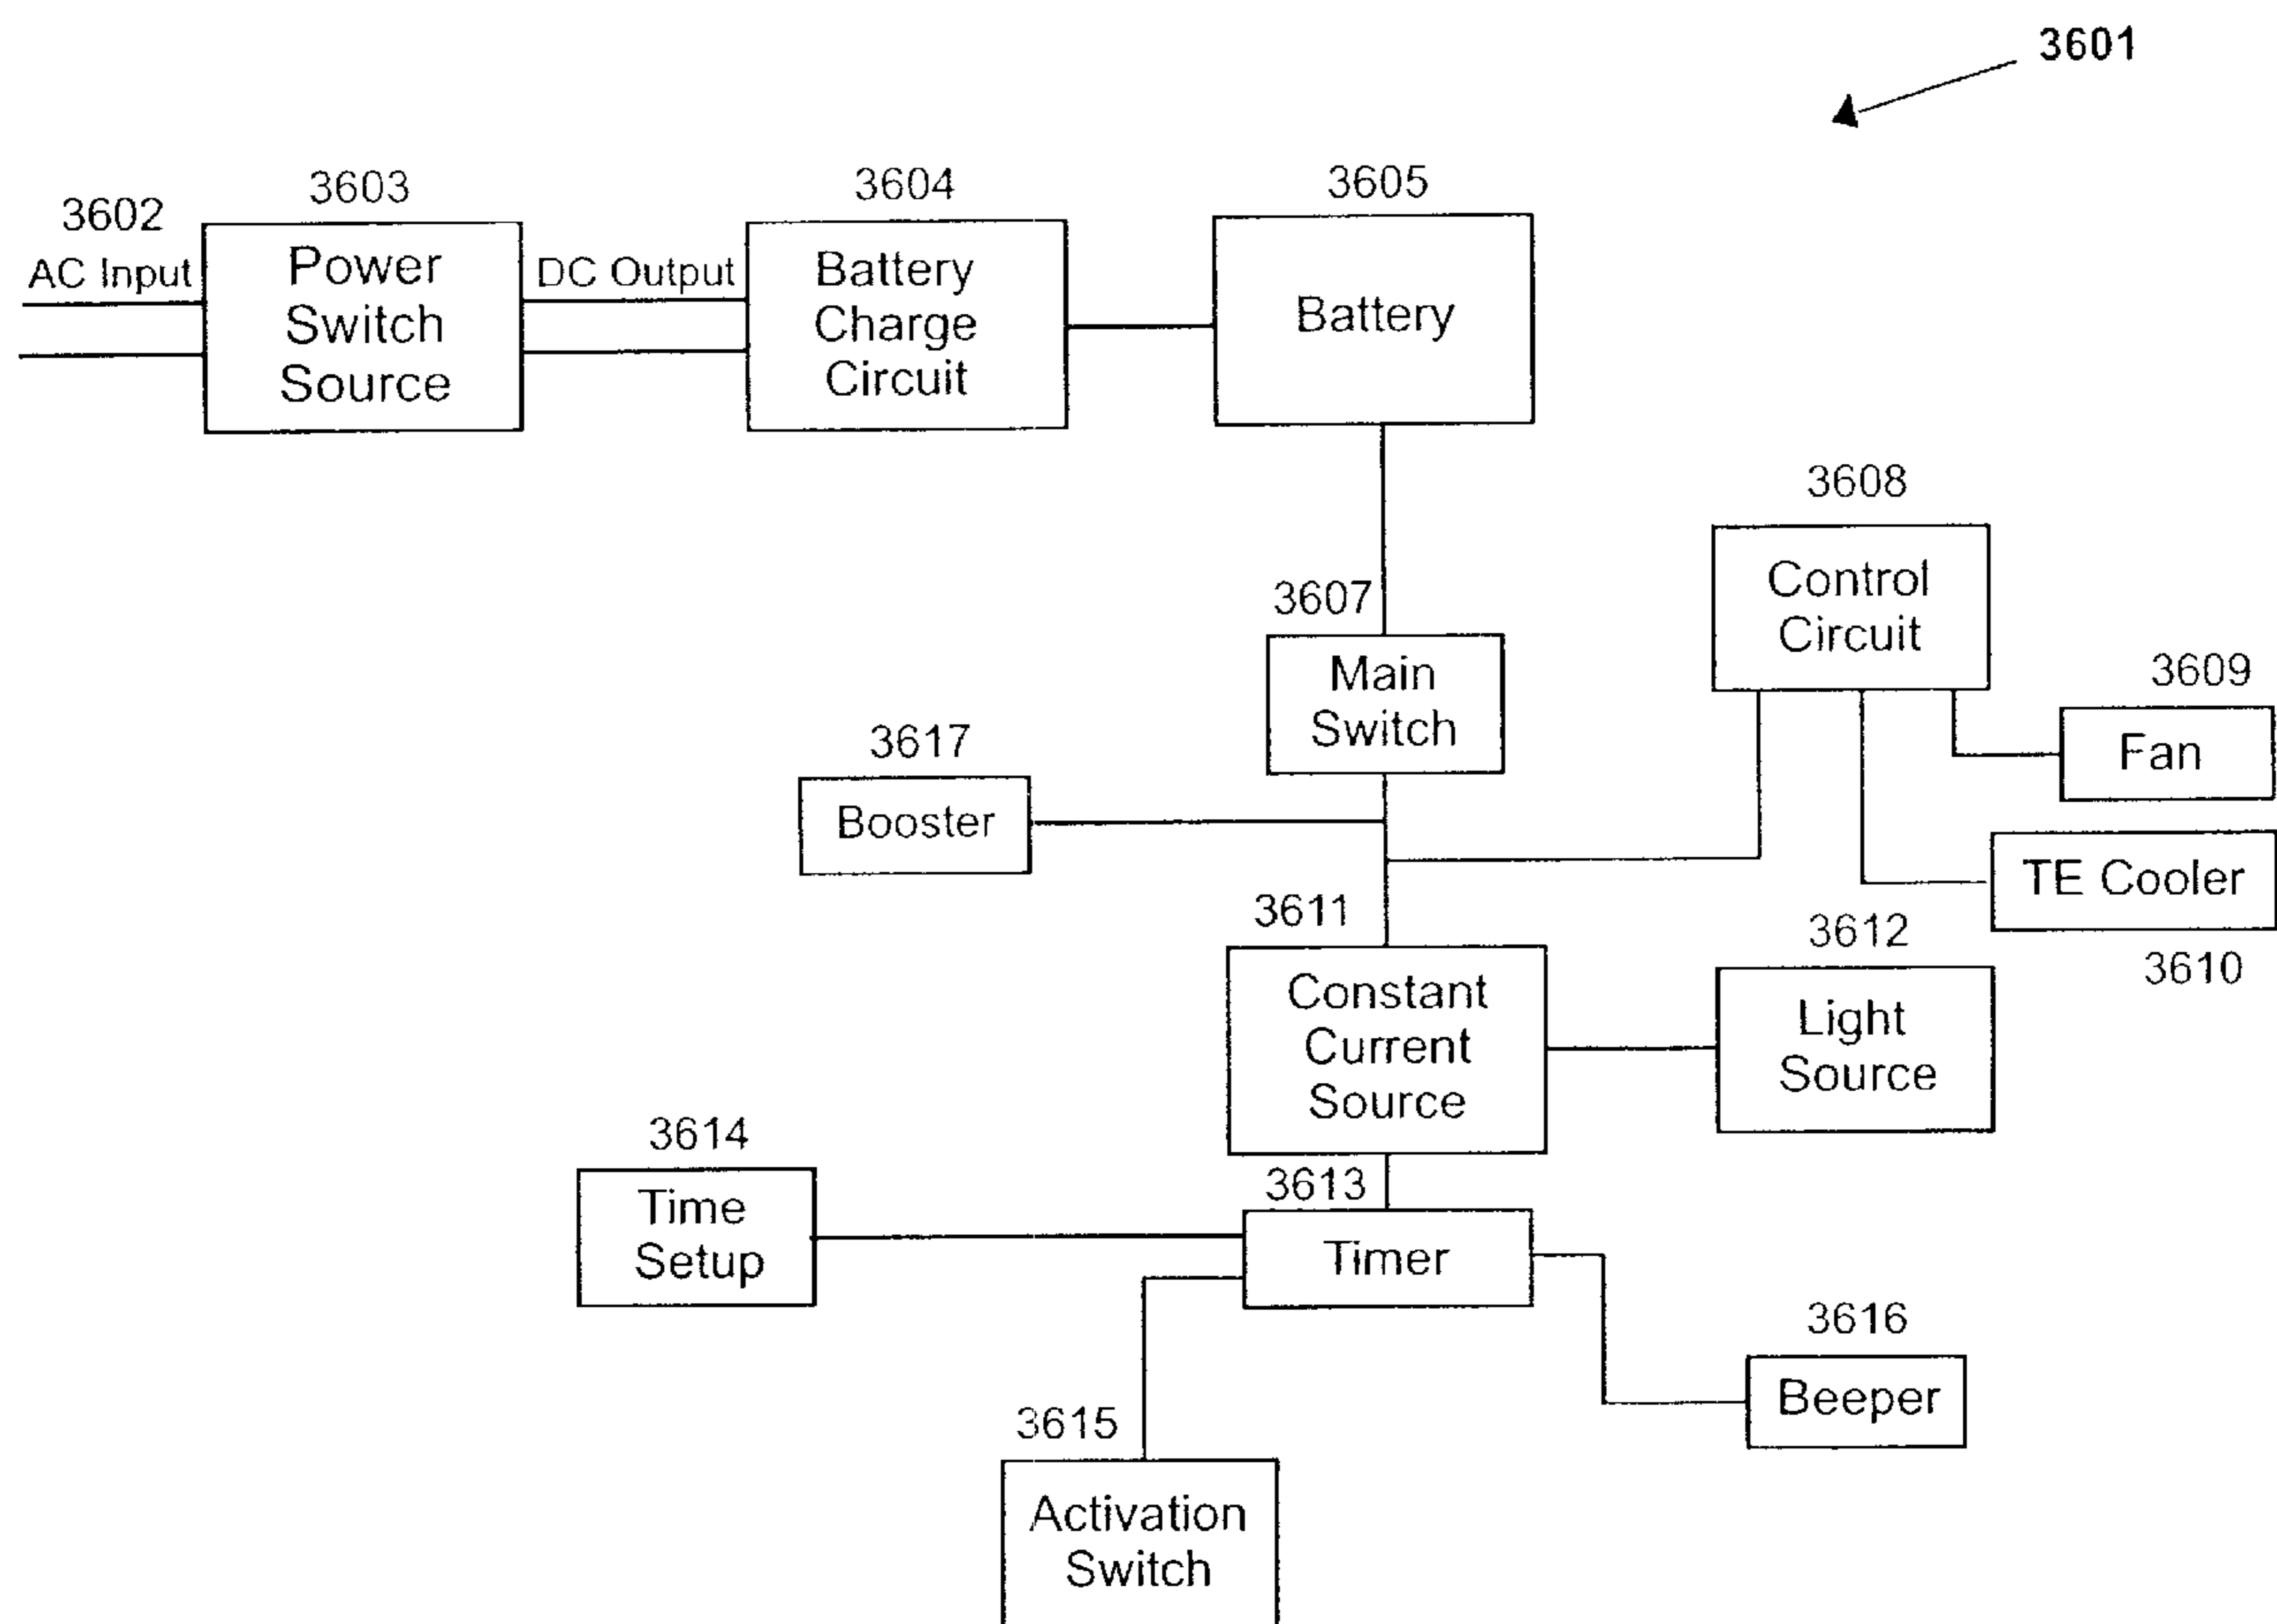 3601
3602
AC Input
3603
Power
Switch
Source
DC Output
3604
Battery
Charge
Circuit
3605
Battery
3607
Main
Switch
3608
Control
Circuit
3609
Fan
TE Cooler
3610
3617
Booster
3611
Constant
Current
Source
3612
Light
Source
3613
Timer
3614
Time
Setup
3615
Activation
Switch
3616
Beeper